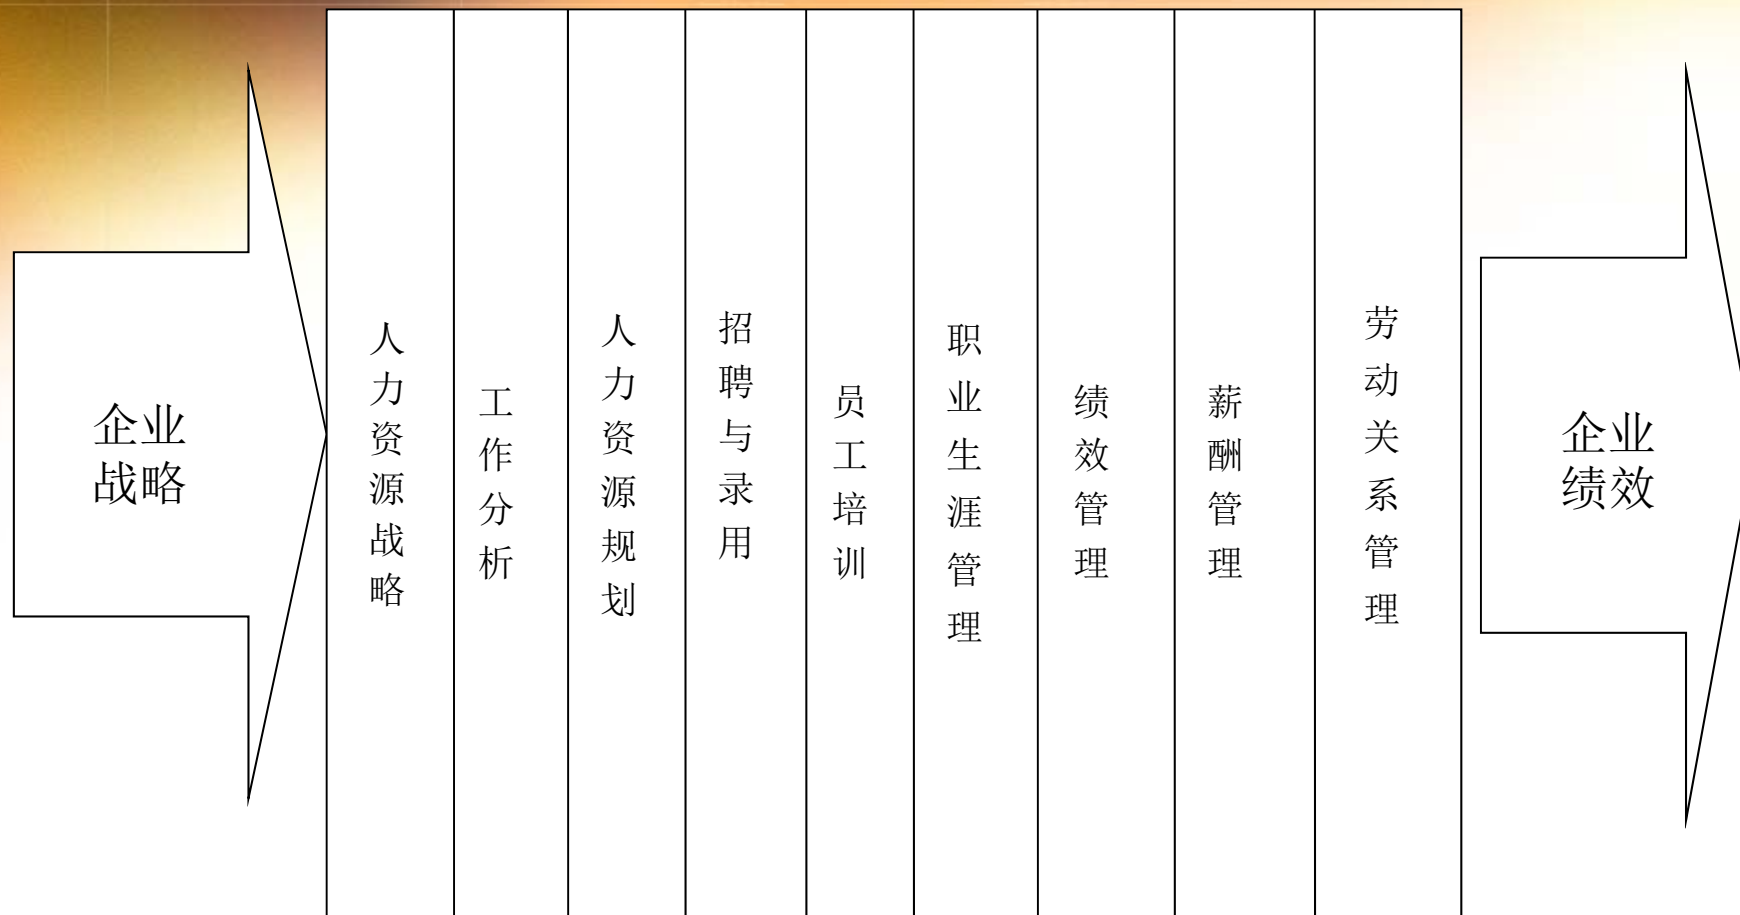 企业
战略
人力资源战略
工作分析
人力资源规划
招聘与录用
员工培训
职业生涯管理
绩效管理
薪酬管理
劳动关系管理
企业
绩效